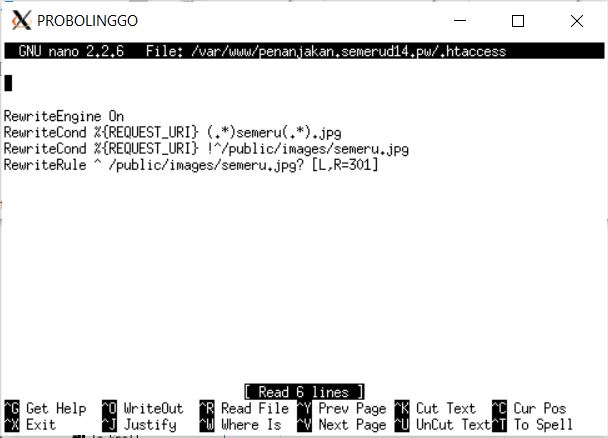 PROBOLINGGO
GNU nano 2.2.6 File: /var/www/penanjakan.semerud14.pw/.htaccess
RewriteEngine On
RewriteCond %{REQUEST_URI} (.*)semeru(.*).jpg
RewriteCond %{REQUEST_URI} !^/public/images/semeru.jpg
RewriteRule ^ /public/images/semeru.jpg? [L,R=301]
[ Read 6 lines ]
^G Get Help ^O WriteOut ^R Read File ^Y Prev Page ^K Cut Text ^C Cur Pos
^X Exit ^J Justify ^W Where Is ^V Next Page ^U UnCut Text ^T To Spell